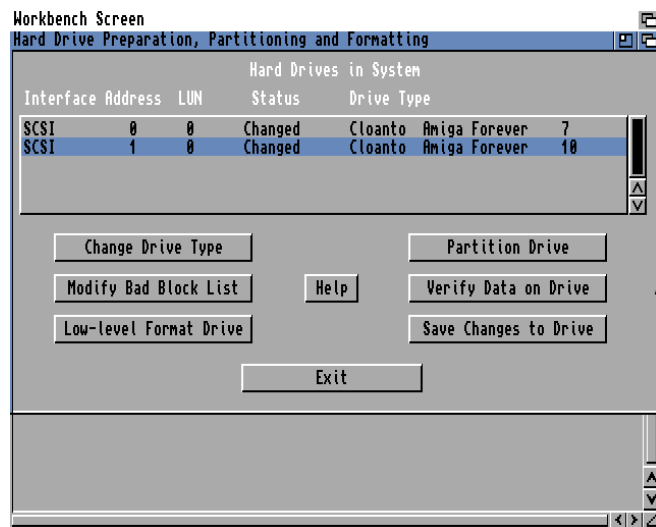 Workbench Screen
Hard Drive Preparation, Partitioning and Formatting
Hard Drives in System
Interface Address LUN Status Drive Type
SCSI 0 0 Changed Cloanto Amiga Forever 7
SCSI 1 0 Changed Cloanto Amiga Forever 10
Change Drive Type Partition Drive
Modify Bad Block List Help Verify Data on Drive
Low-level Format Drive Save Changes to Drive
Exit